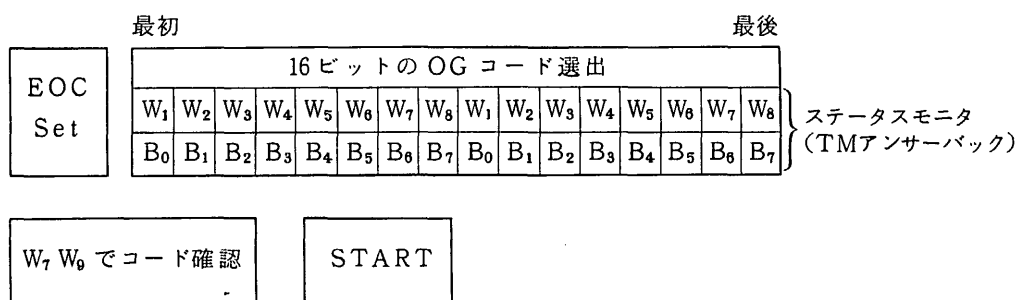 最初 最後
EOC
Set
16ビットのOGコード選出
W₁ W₂ W₃ W₄ W₅ W₆ W₇ W₈ W₁ W₂ W₃ W₄ W₅ W₆ W₇ W₈
B₀ B₁ B₂ B₃ B₄ B₅ B₆ B₇ B₀ B₁ B₂ B₃ B₄ B₅ B₆ B₇
ステータスモニタ
(TMアンサーバック)
W₇ W₉ でコード確認
START